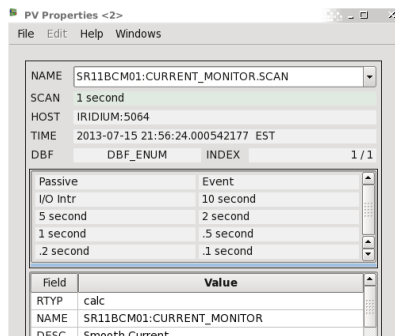 PV Properties <2>
File Edit Help Windows
NAME SR11BCM01:CURRENT_MONITOR.SCAN
SCAN 1 second
HOST IRIDIUM:5064
TIME 2013-07-15 21:56:24.000542177 EST
DBF DBF_ENUM INDEX 1 / 1
Passive Event
I/O Intr 10 second
5 second 2 second
1 second .5 second
.2 second .1 second
Field Value
RTYP calc
NAME SR11BCM01:CURRENT_MONITOR
DESC Smooth Current